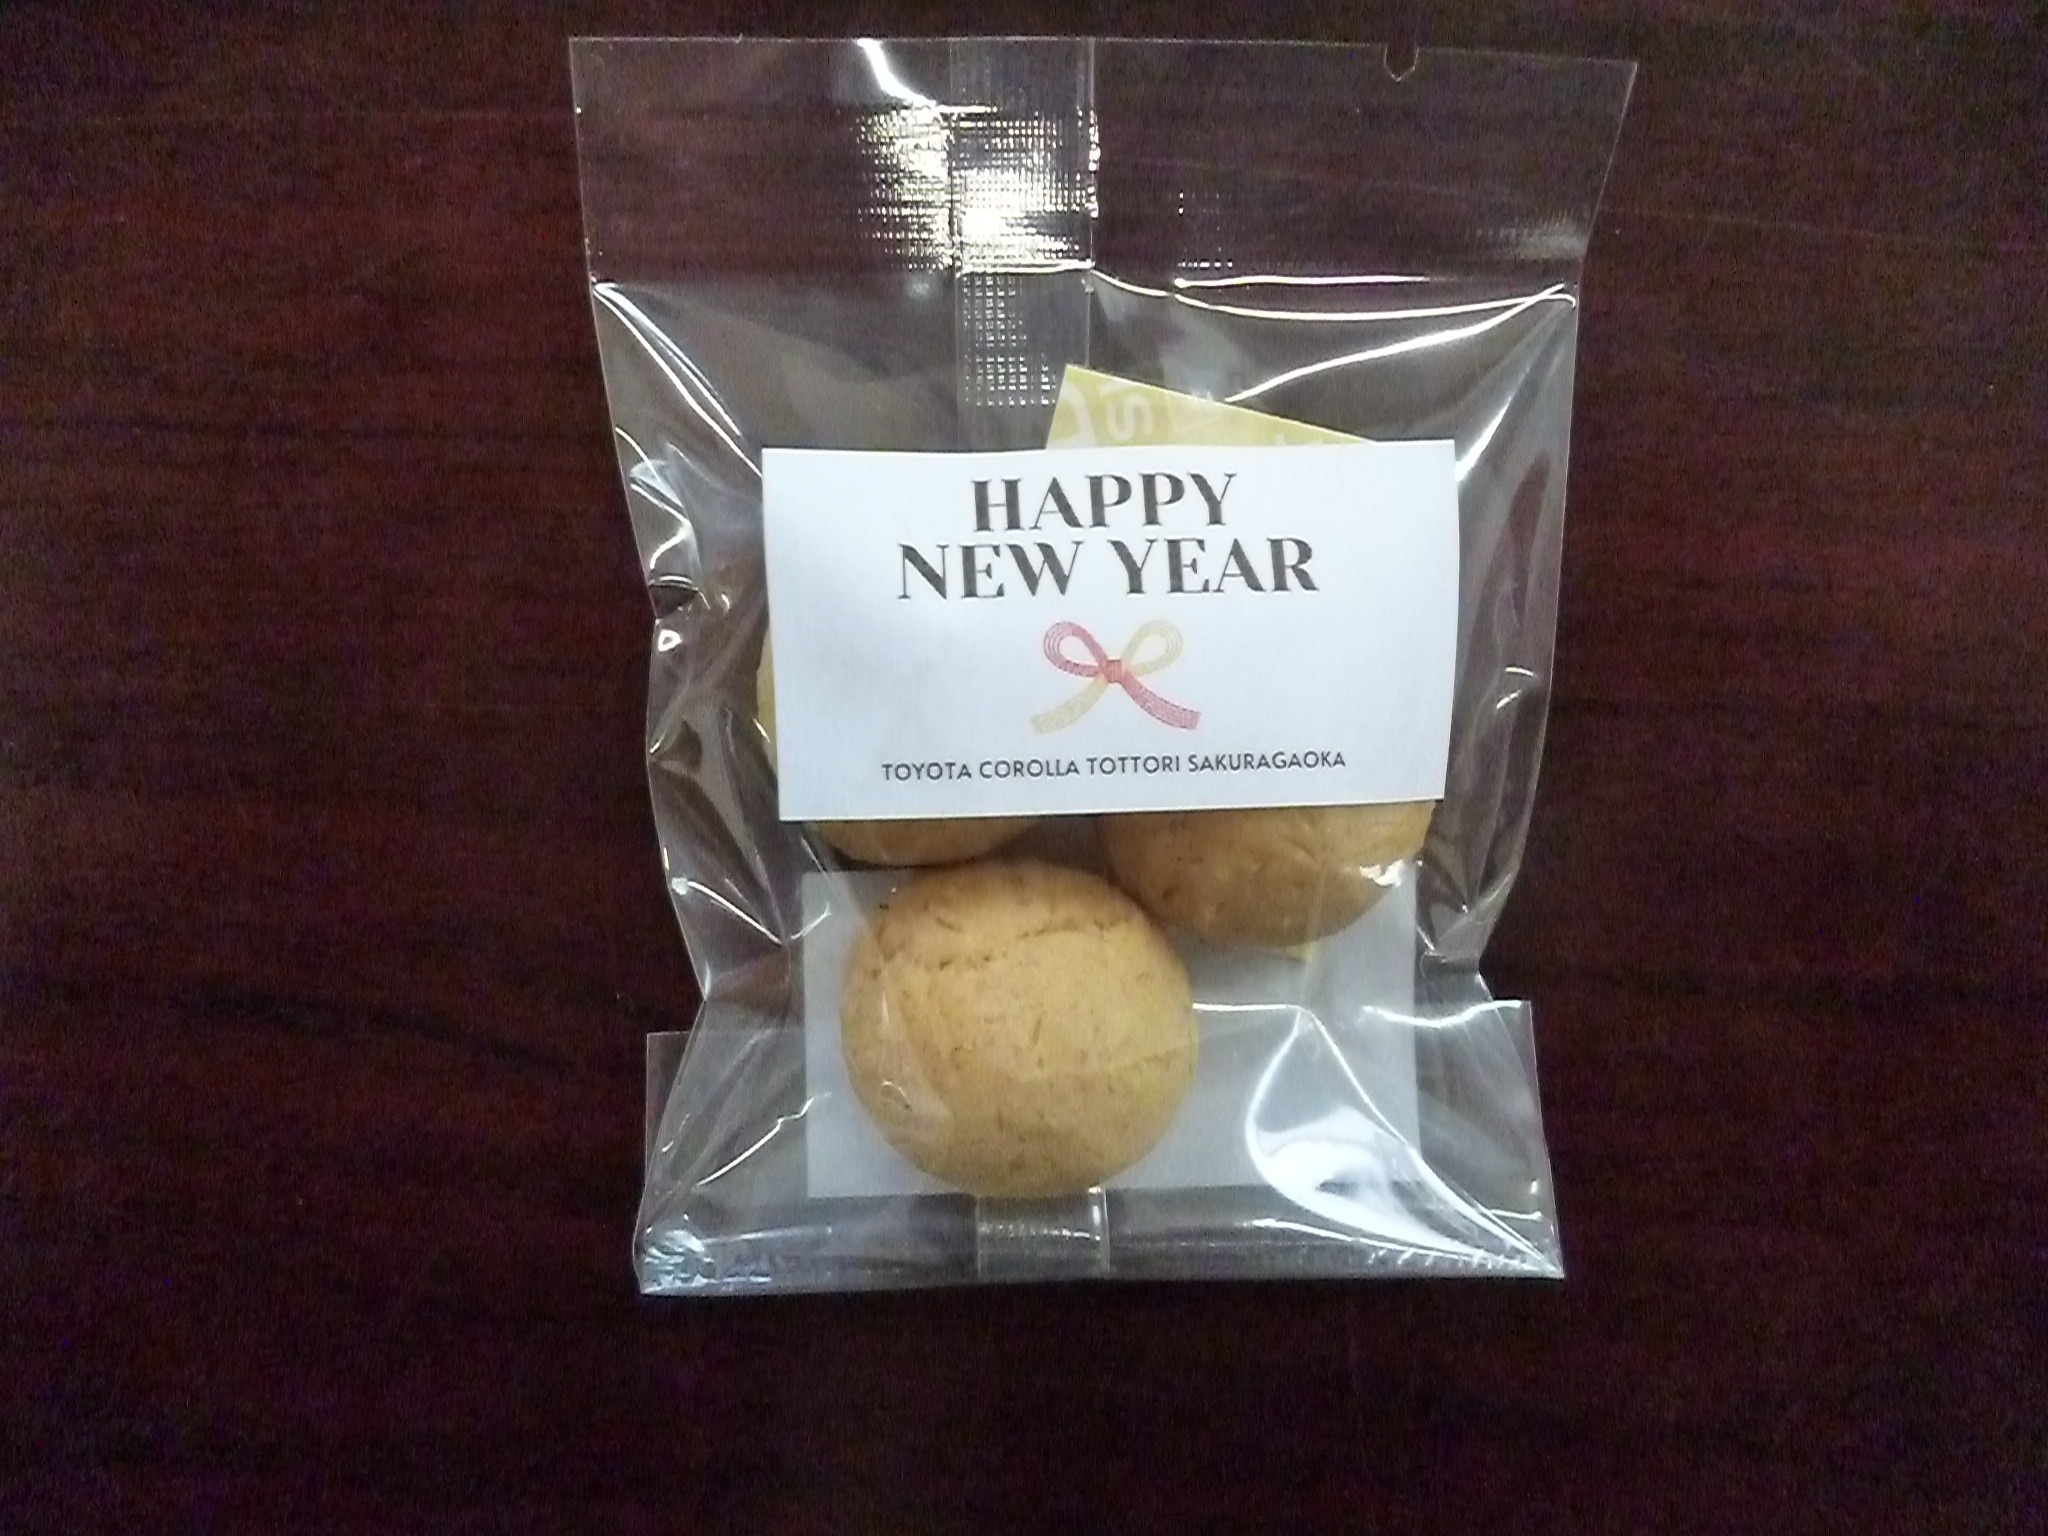 HAPPY
NEW YEAR
TOYOTA COROLLA TOTTORI SAKURAGAOKA